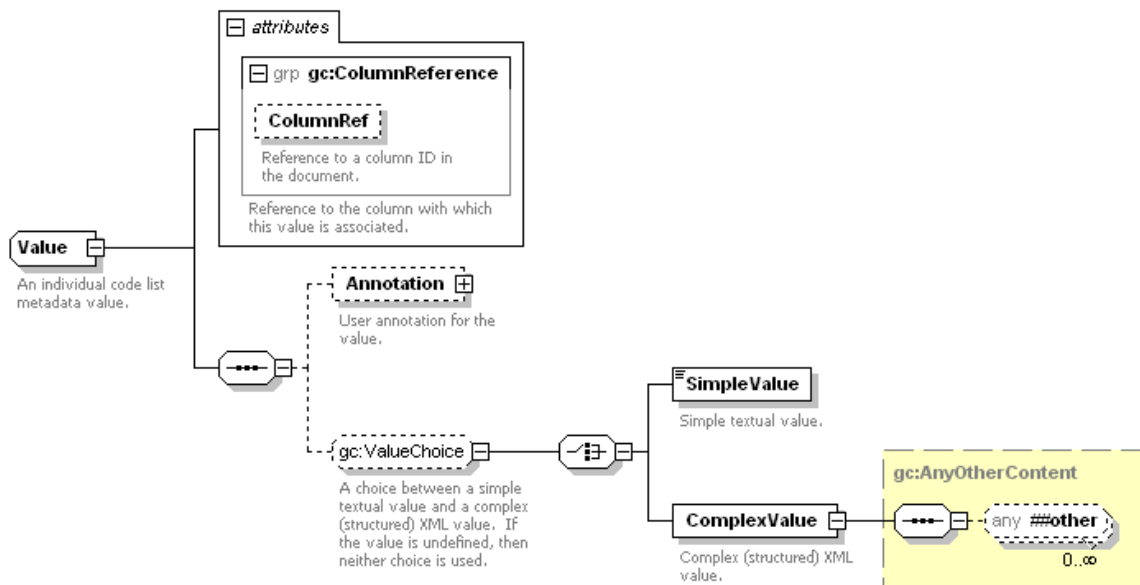 attributes
grp gc:ColumnReference
ColumnRef
Reference to a column ID in
the document.
Reference to the column with which
this value is associated.
Value
An individual code list
metadata value.
Annotation
User annotation for the
value.
SimpleValue
Simple textual value.
gc:ValueChoice
A choice between a simple
textual value and a complex
(structured) XML value. If
the value is undefined, then
neither choice is used.
gc:AnyOtherContent
ComplexValue
Complex (structured) XML
value.
any ##other
0..∞